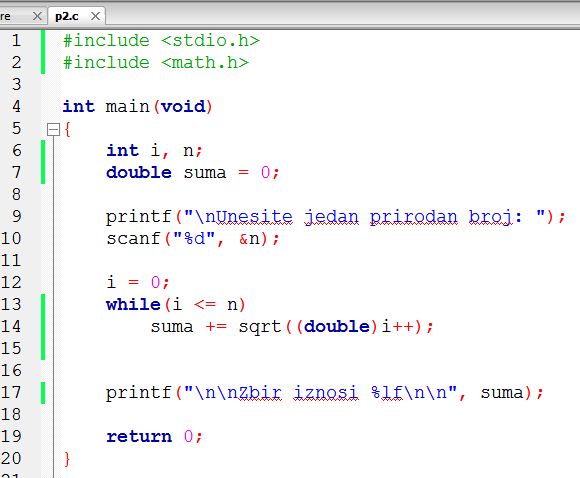 re × p2.c ×
1 #include <stdio.h>
2 #include <math.h>
3
4 int main(void)
5 {
6 int i, n;
7 double suma = 0;
8
9 printf("\nUnesite jedan prirodan broj: ");
10 scanf("%d", &n);
11
12 i = 0;
13 while(i <= n)
14 suma += sqrt((double)i++);
15
16
17 printf("\n\nZbir iznosi %lf\n\n", suma);
18
19 return 0;
20 }